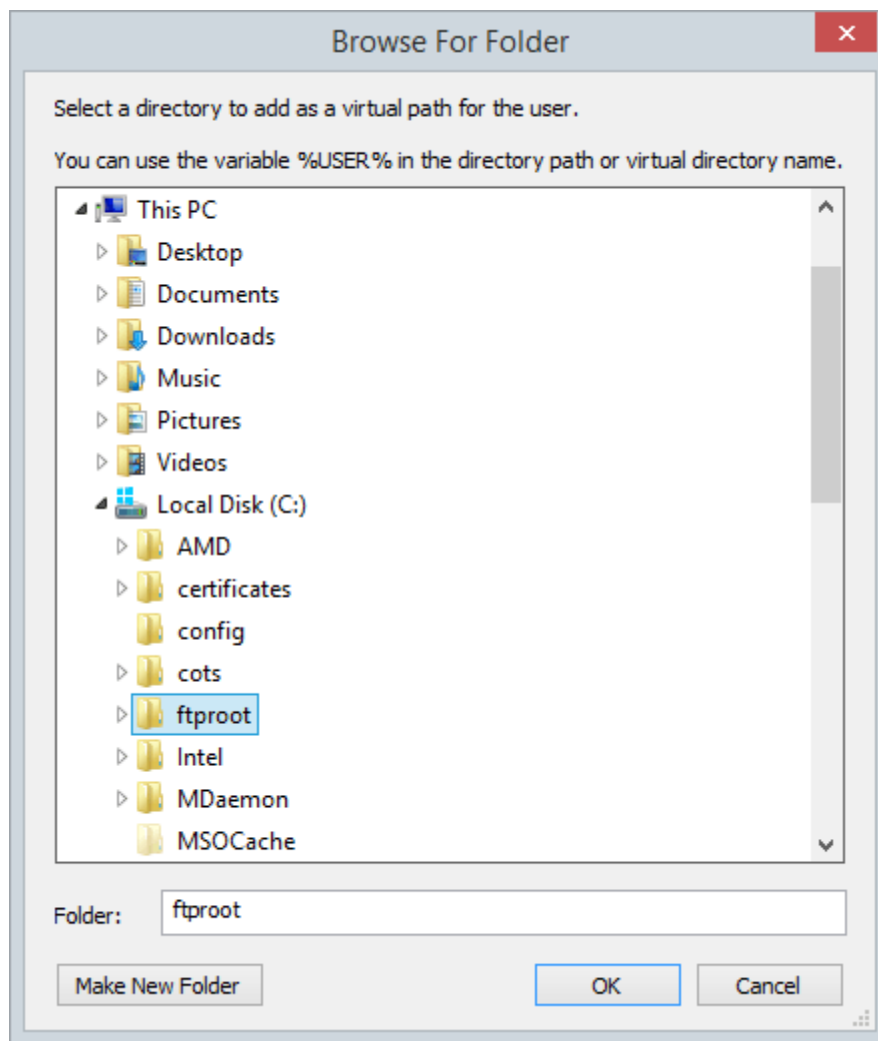 Browse For Folder
Select a directory to add as a virtual path for the user.
You can use the variable %USER% in the directory path or virtual directory name.
This PC
Desktop
Documents
Downloads
Music
Pictures
Videos
Local Disk (C:)
AMD
certificates
config
cots
ftproot
Intel
MDaemon
MSOCache
Folder: ftproot
Make New Folder OK Cancel